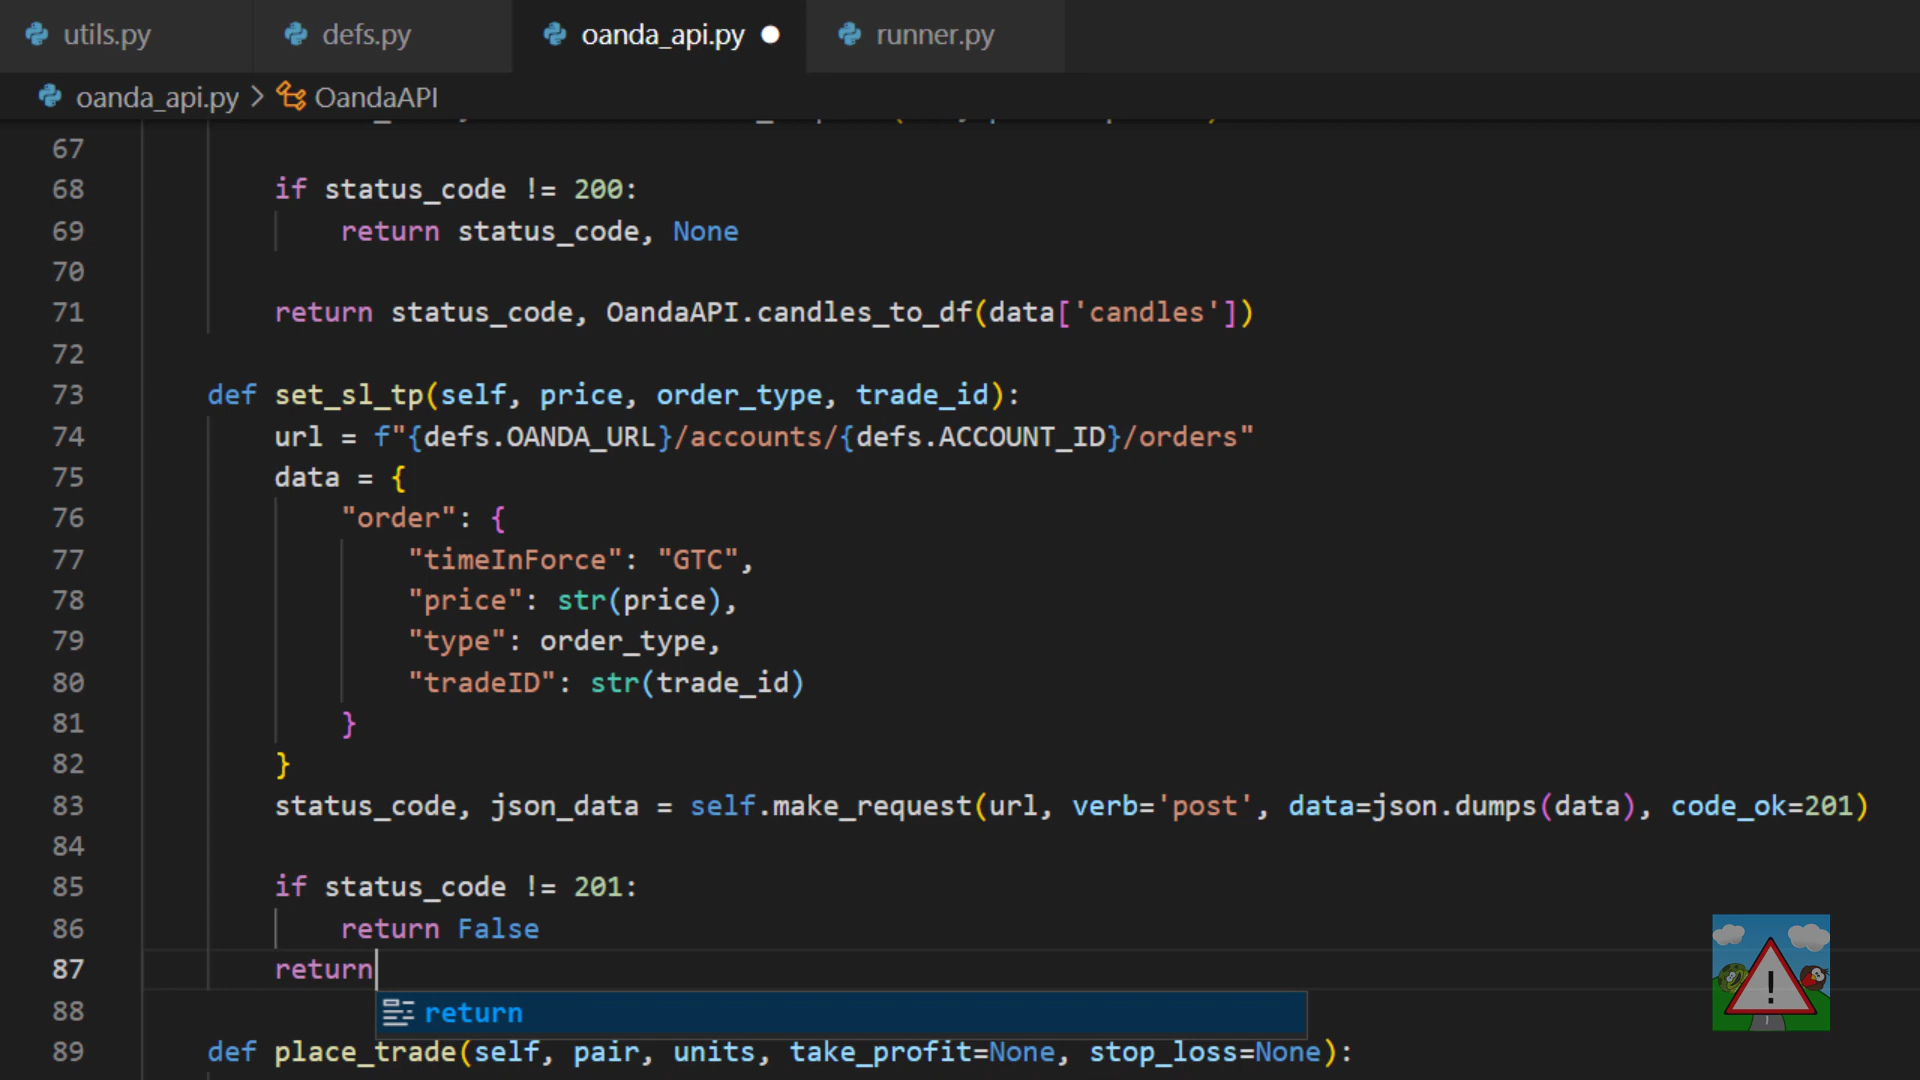 utils.py
defs.py
oanda_api.py
runner.py
oanda_api.py > OandaAPI
67
68 if status_code != 200:
69 return status_code, None
70
71 return status_code, OandaAPI.candles_to_df(data['candles'])
72
73 def set_sl_tp(self, price, order_type, trade_id):
74 url = f"{defs.OANDA_URL}/accounts/{defs.ACCOUNT_ID}/orders"
75 data = {
76 "order": {
77 "timeInForce": "GTC",
78 "price": str(price),
79 "type": order_type,
80 "tradeID": str(trade_id)
81 }
82 }
83 status_code, json_data = self.make_request(url, verb='post', data=json.dumps(data), code_ok=201)
84
85 if status_code != 201:
86 return False
87 return
88 return
89 def place_trade(self, pair, units, take_profit=None, stop_loss=None):